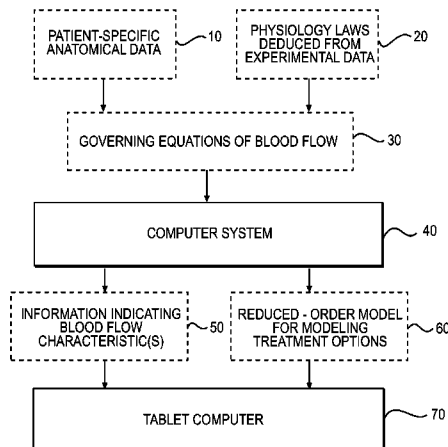 PATIENT-SPECIFIC
ANATOMICAL DATA
10
PHYSIOLOGY LAWS
DEDUCED FROM
EXPERIMENTAL DATA
20
GOVERNING EQUATIONS OF BLOOD FLOW
30
COMPUTER SYSTEM
40
INFORMATION INDICATING
BLOOD FLOW
CHARACTERISTIC(S)
50
REDUCED - ORDER MODEL
FOR MODELING
TREATMENT OPTIONS
60
TABLET COMPUTER
70